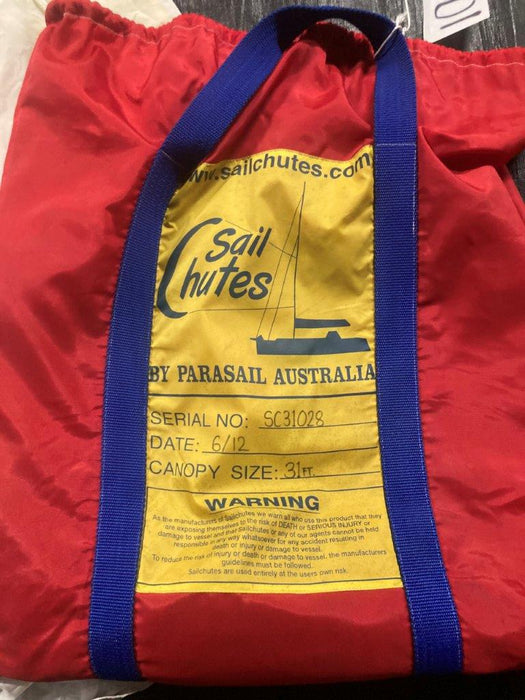 www.sailchutes.com
Sail
Chutes
BY PARASAIL AUSTRALIA
SERIAL NO: SC31028
DATE: 6/12
CANOPY SIZE: 31FT.
WARNING
As the manufacturers of Sailchutes we warn all who use this product that they
are exposing themselves to the risk of DEATH or SERIOUS INJURY or
damage to vessel and that Sailchutes or any of our agents cannot be held
responsible in any way whatsoever for any accident resulting in
death or injury or damage to vessel.
To reduce the risk of injury or death or damage to vessel, the manufacturers
guidelines must be followed.
Sailchutes are used entirely at the users own risk.